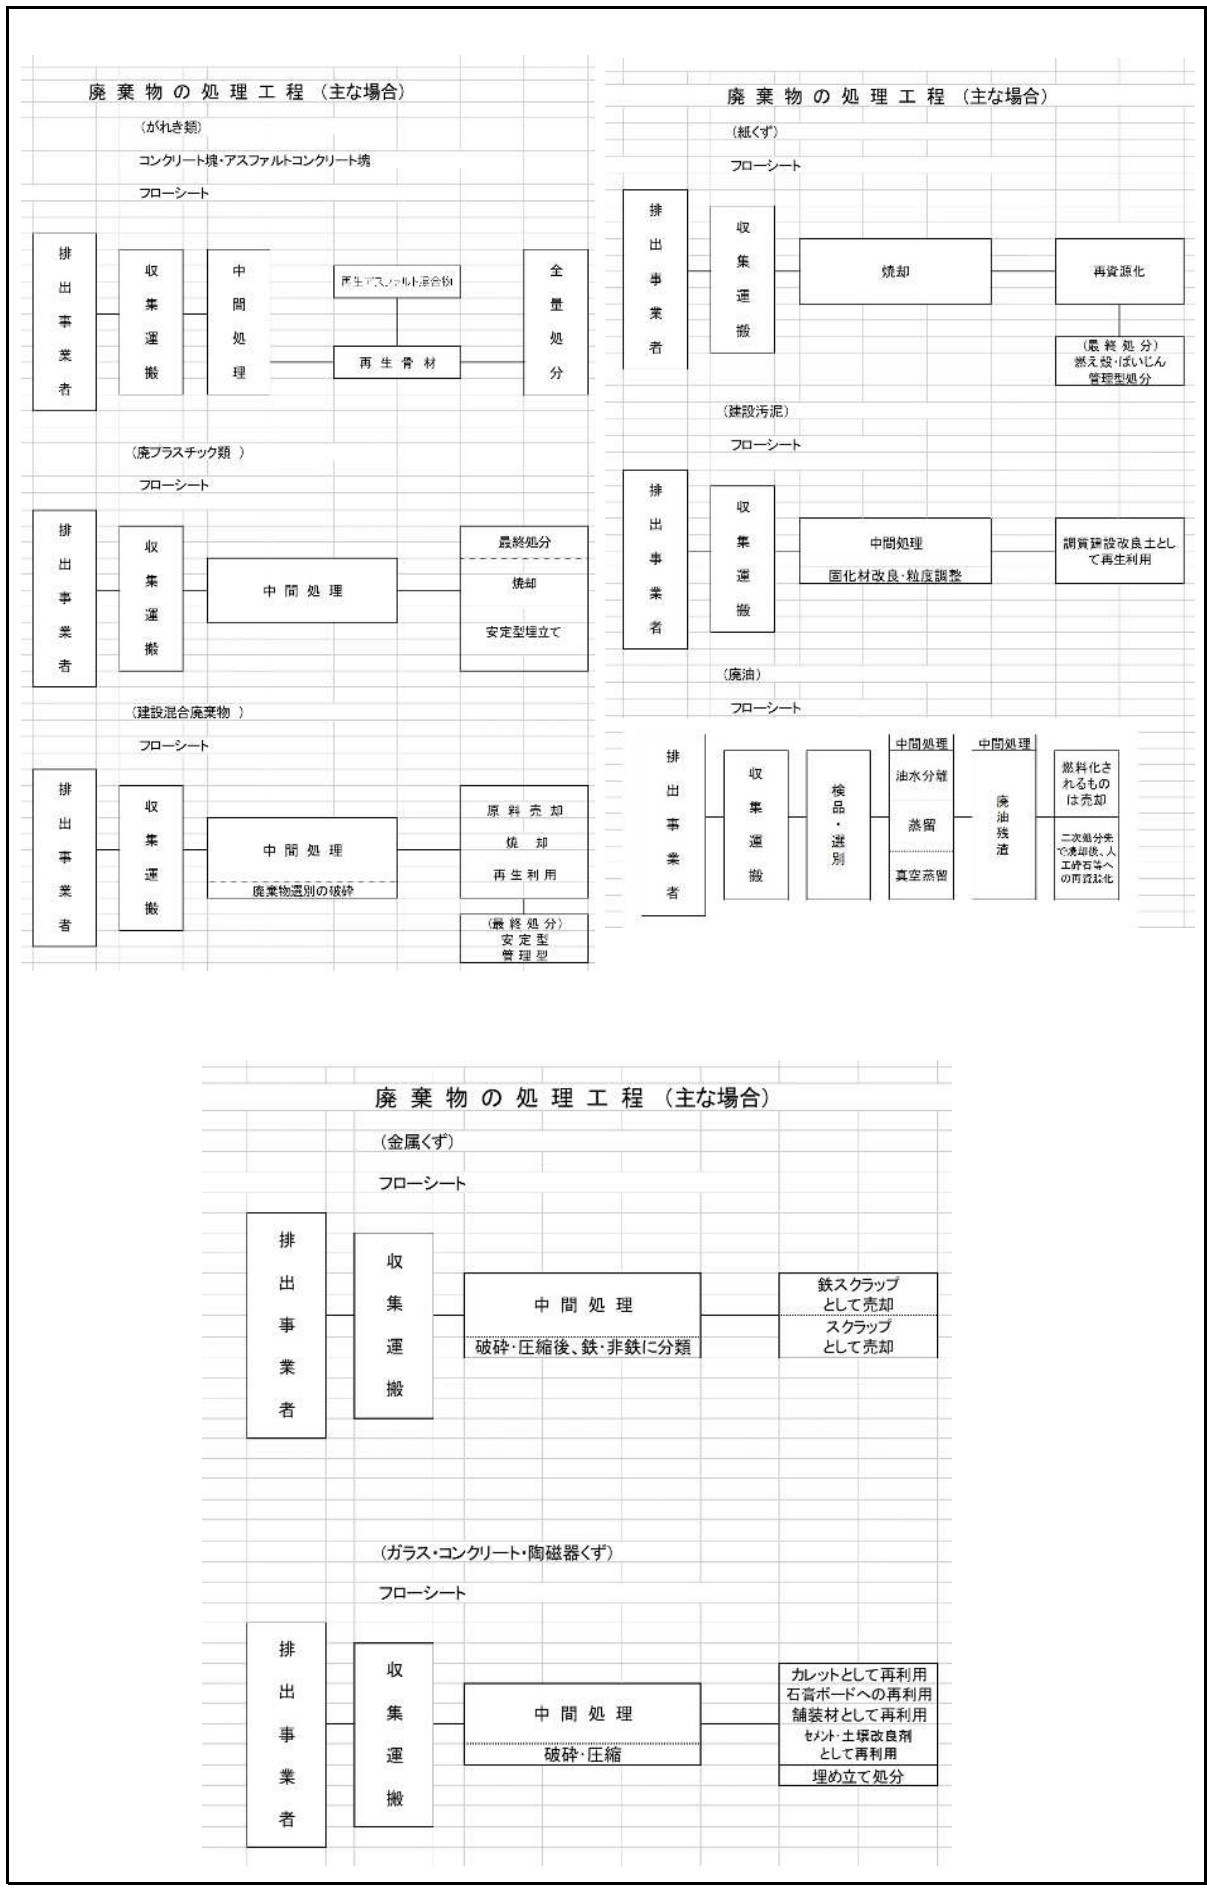 廃棄物の処理工程（主な場合）
（がれき類）
コンクリート塊・アスファルトコンクリート塊
フローシート
排出事業者
収集運搬
中間処理
再生アスファルト混合物
再生骨材
全量処分
（廃プラスチック類 ）
フローシート
排出事業者
収集運搬
中間処理
最終処分
焼却
安定型埋立て
（建設混合廃棄物 ）
フローシート
排出事業者
収集運搬
中間処理
廃棄物選別の破砕
原料売却
焼却
再生利用
（最終処分）
安定型
管理型
廃棄物の処理工程（主な場合）
（紙くず）
フローシート
排出事業者
収集運搬
焼却
再資源化
（最終処分）
燃え殻・ばいじん
管理型処分
（建設汚泥）
フローシート
排出事業者
収集運搬
中間処理
固化材改良・粒度調整
調質建設改良土とし
て再生利用
（廃油）
フローシート
排出事業者
収集運搬
検品・選別
中間処理
油水分離
蒸留
真空蒸留
中間処理
廃油残渣
燃料化さ
れるもの
は売却
二次処分先
で焼却後、人
工砕石等へ
の再資源化
廃棄物の処理工程（主な場合）
（金属くず）
フローシート
排出事業者
収集運搬
中間処理
破砕・圧縮後、鉄・非鉄に分類
鉄スクラップ
として売却
スクラップ
として売却
（ガラス・コンクリート・陶磁器くず）
フローシート
排出事業者
収集運搬
中間処理
破砕・圧縮
カレットとして再利用
石膏ボードへの再利用
舗装材として再利用
セメント・土壌改良剤
として再利用
埋め立て処分